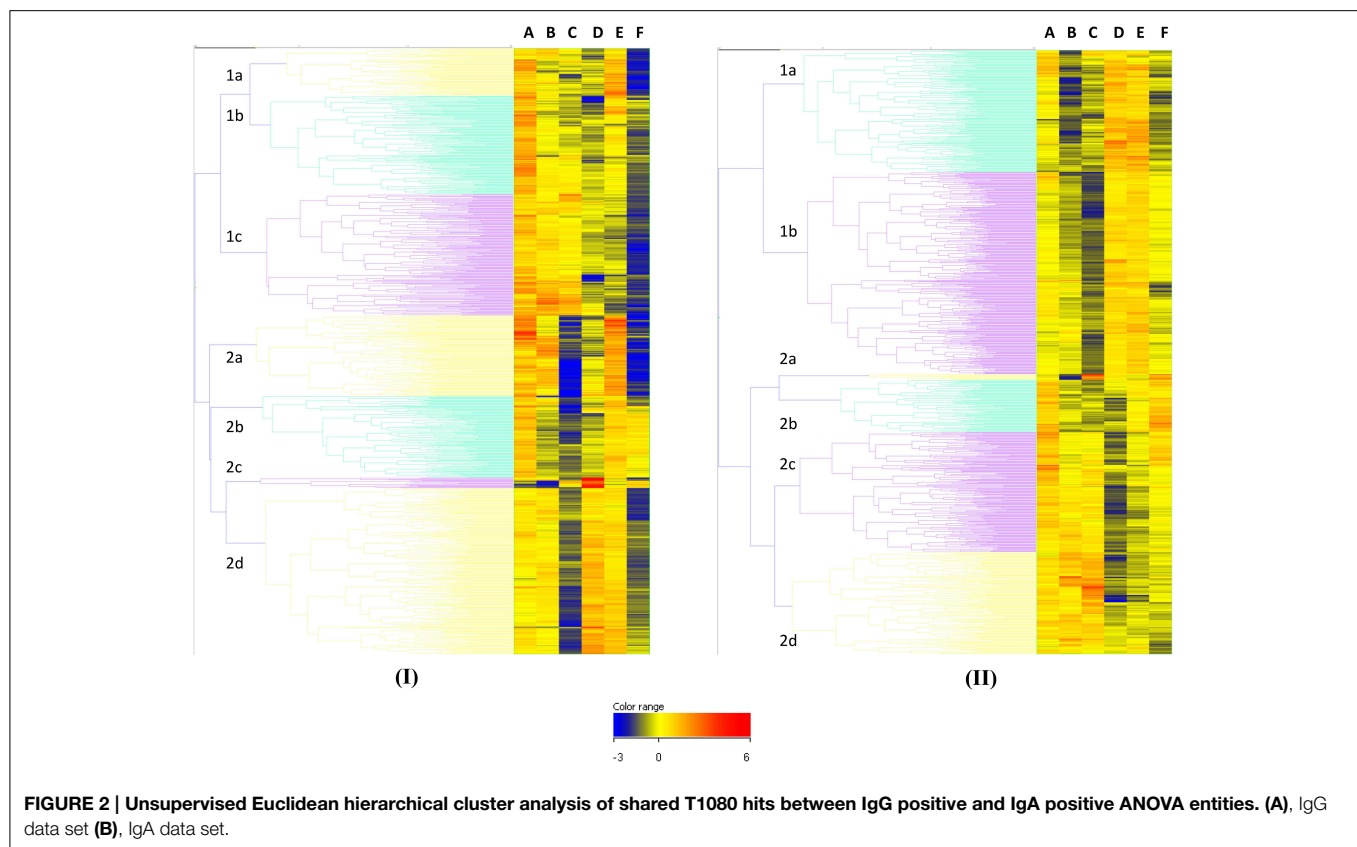 A B C D E F
1a
1b
1c
2a
2b
2c
2d
(I)
A B C D E F
1a
1b
2a
2b
2c
2d
(II)
Color range
-3 0 6
FIGURE 2 | Unsupervised Euclidean hierarchical cluster analysis of shared T1080 hits between IgG positive and IgA positive ANOVA entities. (A), IgG
data set (B), IgA data set.